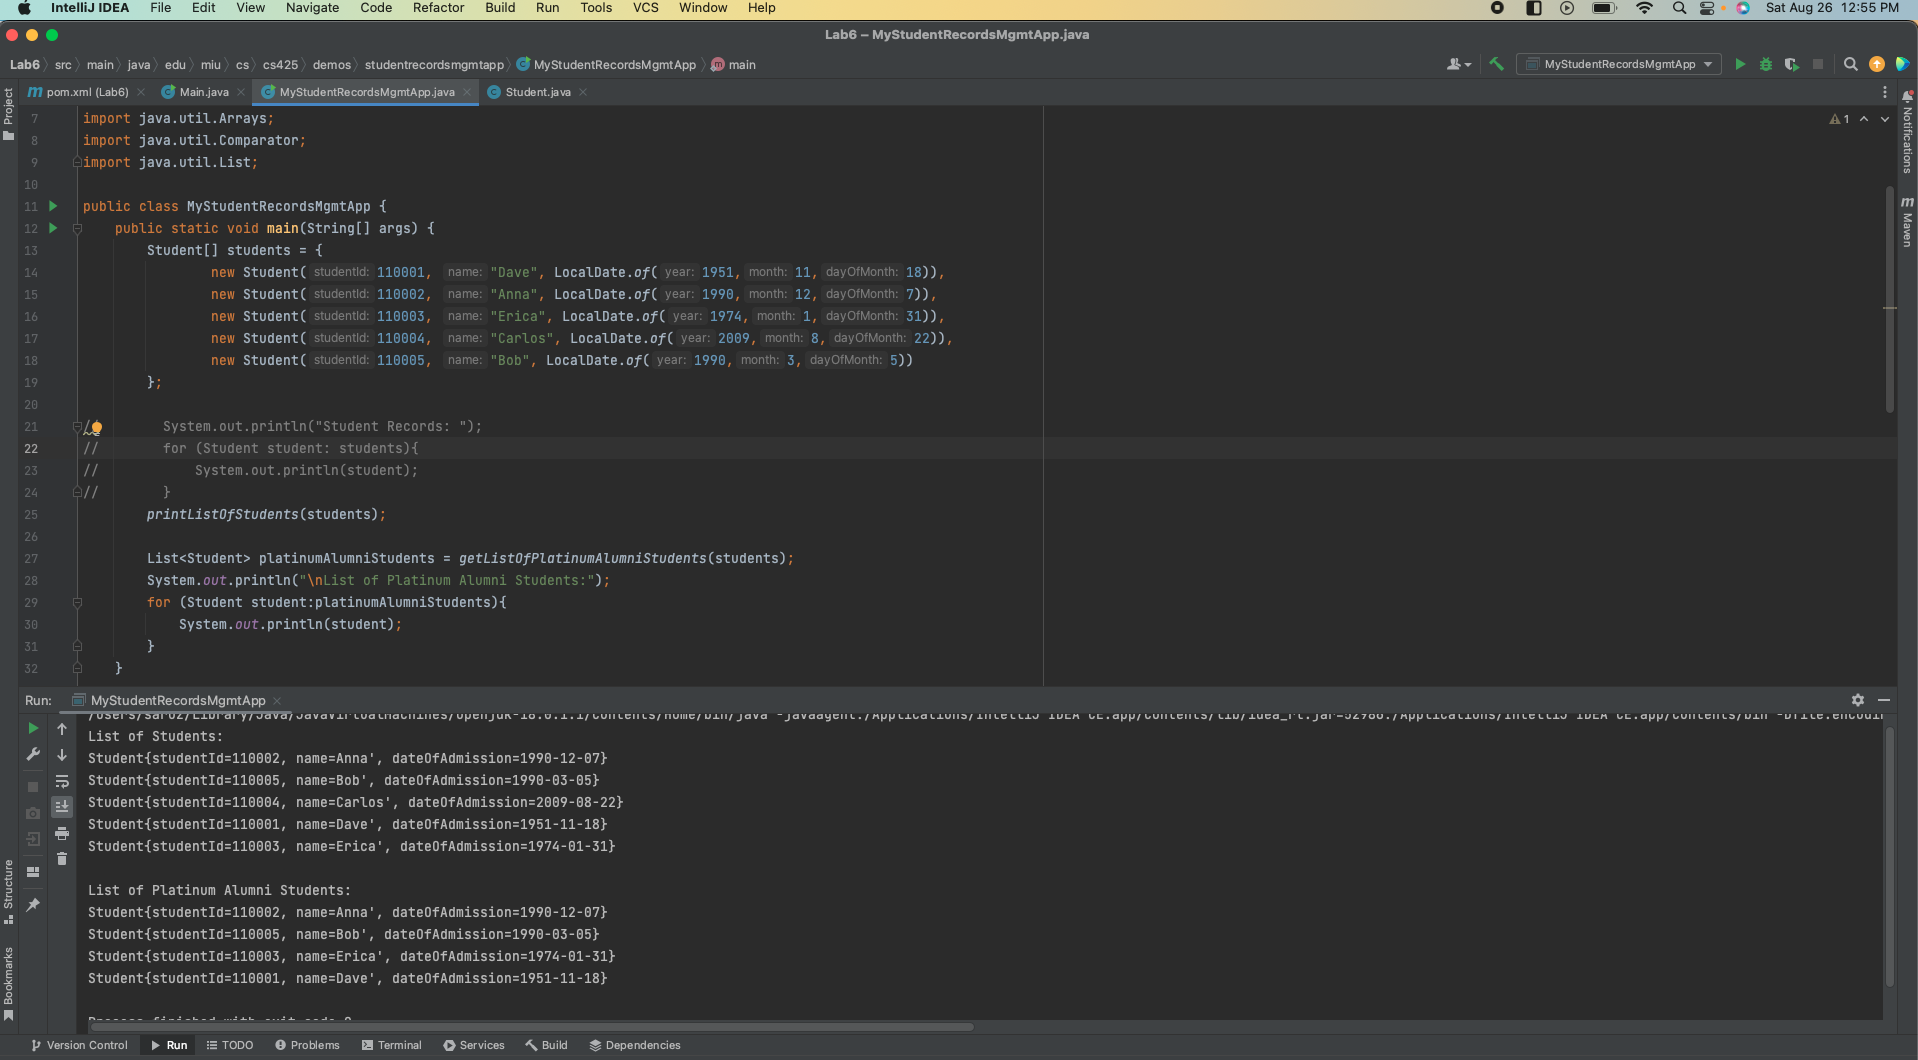 IntelliJ IDEA File Edit View Navigate Code Refactor Build Run Tools VCS Window Help Sat Aug 26 12:55 PM
Lab6 – MyStudentRecordsMgmtApp.java
Lab6 src main java edu miu cs cs425 demos studentrecordsmgmtapp MyStudentRecordsMgmtApp main MyStudentRecordsMgmtApp
pom.xml (Lab6) Main.java MyStudentRecordsMgmtApp.java Student.java
Project
Notifications
Maven
1
7 import java.util.Arrays;
8 import java.util.Comparator;
9 import java.util.List;
10
11 public class MyStudentRecordsMgmtApp {
12 public static void main(String[] args) {
13 Student[] students = {
14 new Student( studentId: 110001, name: "Dave", LocalDate.of( year: 1951, month: 11, dayOfMonth: 18)),
15 new Student( studentId: 110002, name: "Anna", LocalDate.of( year: 1990, month: 12, dayOfMonth: 7)),
16 new Student( studentId: 110003, name: "Erica", LocalDate.of( year: 1974, month: 1, dayOfMonth: 31)),
17 new Student( studentId: 110004, name: "Carlos", LocalDate.of( year: 2009, month: 8, dayOfMonth: 22)),
18 new Student( studentId: 110005, name: "Bob", LocalDate.of( year: 1990, month: 3, dayOfMonth: 5))
19 };
20
21 / System.out.println("Student Records: ");
22 // for (Student student: students){
23 // System.out.println(student);
24 // }
25 printListOfStudents(students);
26
27 List<Student> platinumAlumniStudents = getListOfPlatinumAlumniStudents(students);
28 System.out.println("\nList of Platinum Alumni Students:");
29 for (Student student:platinumAlumniStudents){
30 System.out.println(student);
31 }
32 }
Run: MyStudentRecordsMgmtApp
/Users/saroz/Library/Java/JavaVirtualMachines/openjdk-18.0.1.1/Contents/Home/bin/java -javaagent:/Applications/IntelliJ IDEA CE.app/Contents/lib/idea_rt.jar=52986:/Applications/IntelliJ IDEA CE.app/Contents/bin -Dfile.encodin
List of Students:
Student{studentId=110002, name=Anna', dateOfAdmission=1990-12-07}
Student{studentId=110005, name=Bob', dateOfAdmission=1990-03-05}
Student{studentId=110004, name=Carlos', dateOfAdmission=2009-08-22}
Student{studentId=110001, name=Dave', dateOfAdmission=1951-11-18}
Student{studentId=110003, name=Erica', dateOfAdmission=1974-01-31}
List of Platinum Alumni Students:
Student{studentId=110002, name=Anna', dateOfAdmission=1990-12-07}
Student{studentId=110005, name=Bob', dateOfAdmission=1990-03-05}
Student{studentId=110003, name=Erica', dateOfAdmission=1974-01-31}
Student{studentId=110001, name=Dave', dateOfAdmission=1951-11-18}
Process finished with exit code 0
Structure
Bookmarks
Version Control Run TODO Problems Terminal Services Build Dependencies